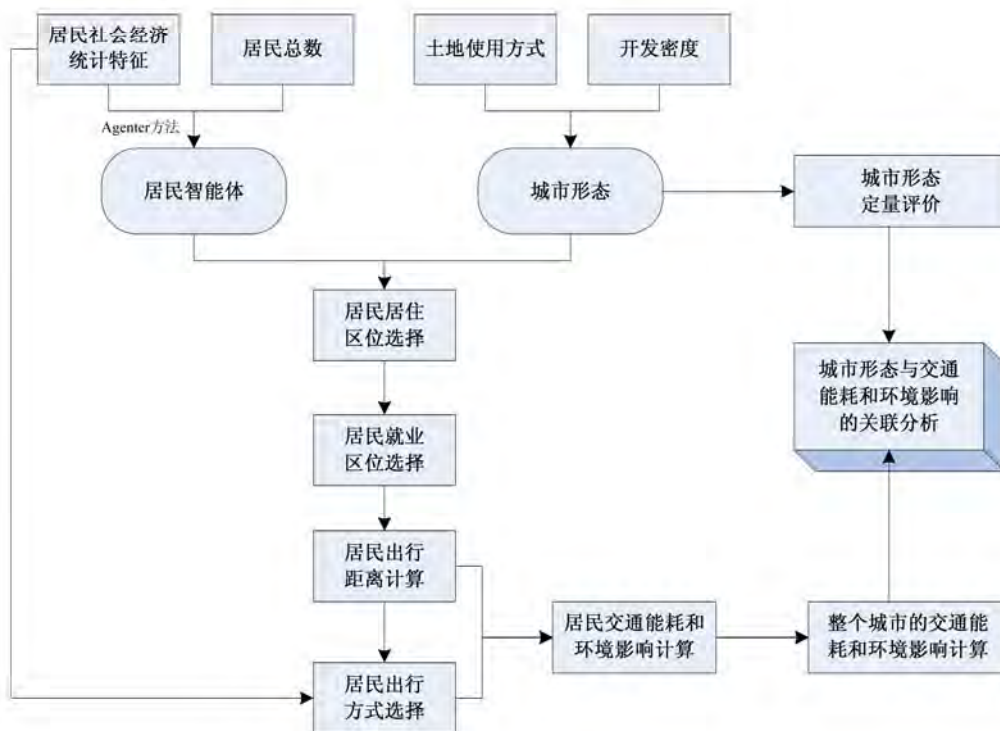 居民社会经济
统计特征
居民总数
土地使用方式
开发密度
Agenter方法
居民智能体
城市形态
城市形态
定量评价
居民居住
区位选择
城市形态与交通
能耗和环境影响
的关联分析
居民就业
区位选择
居民出行
距离计算
居民交通能耗和
环境影响计算
整个城市的交通能
耗和环境影响计算
居民出行
方式选择